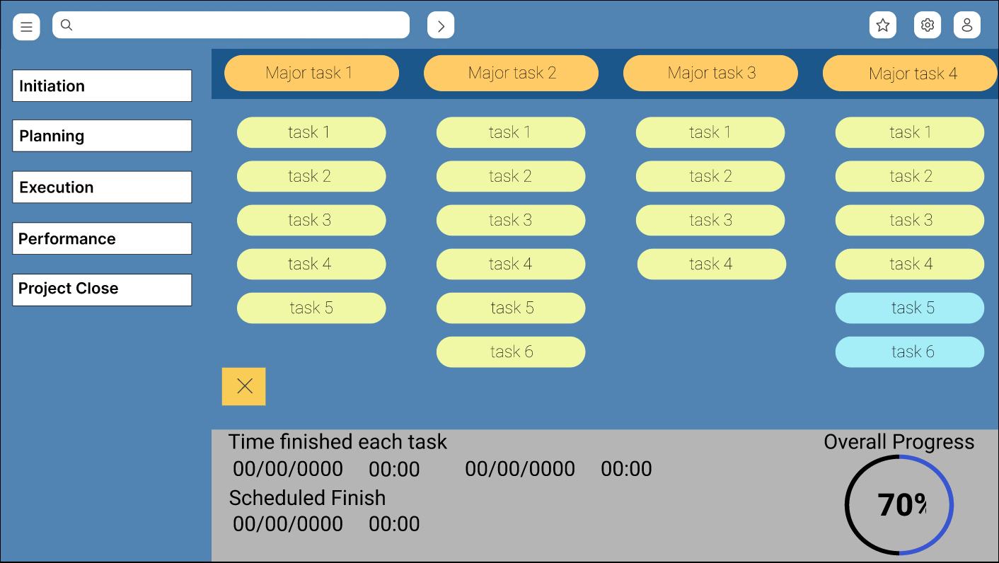 Initiation
Planning
Execution
Performance
Project Close
Major task 1
Major task 2
Major task 3
Major task 4
task 1
task 1
task 1
task 1
task 2
task 2
task 2
task 2
task 3
task 3
task 3
task 3
task 4
task 4
task 4
task 4
task 5
task 5
task 5
task 6
task 6
Time finished each task
00/00/0000 00:00 00/00/0000 00:00
Scheduled Finish
00/00/0000 00:00
Overall Progress
70%